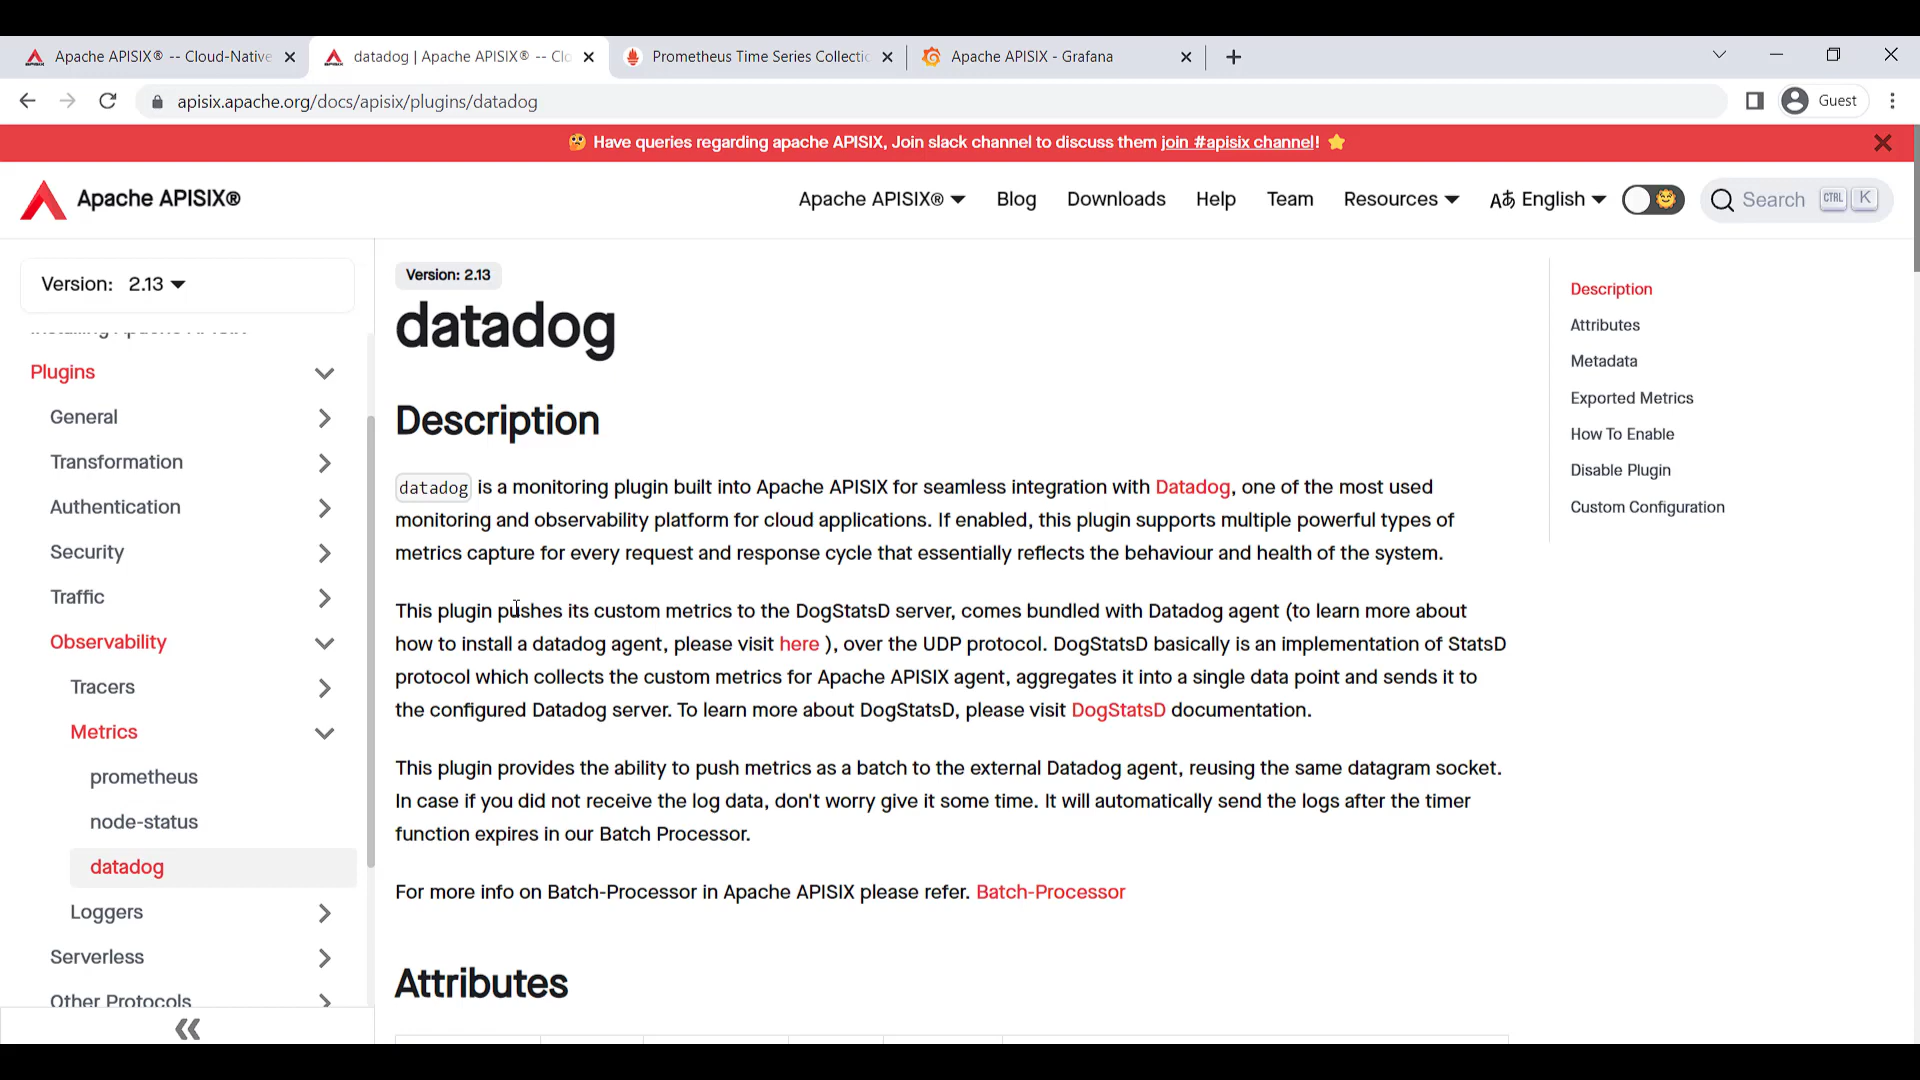 Apache APISIX® -- Cloud-Native
datadog | Apache APISIX® -- Clo
Prometheus Time Series Collectio
Apache APISIX - Grafana
apisix.apache.org/docs/apisix/plugins/datadog
Guest
🤔 Have queries regarding apache APISIX, Join slack channel to discuss them join #apisix channel! ⭐
Apache APISIX®
Apache APISIX®
Blog
Downloads
Help
Team
Resources
English
Search
CTRL
K
Version: 2.13
Installing Apache APISIX
Plugins
General
Transformation
Authentication
Security
Traffic
Observability
Tracers
Metrics
prometheus
node-status
datadog
Loggers
Serverless
Other Protocols
Version: 2.13
datadog
Description
datadog is a monitoring plugin built into Apache APISIX for seamless integration with Datadog, one of the most used
monitoring and observability platform for cloud applications. If enabled, this plugin supports multiple powerful types of
metrics capture for every request and response cycle that essentially reflects the behaviour and health of the system.
This plugin pushes its custom metrics to the DogStatsD server, comes bundled with Datadog agent (to learn more about
how to install a datadog agent, please visit here ), over the UDP protocol. DogStatsD basically is an implementation of StatsD
protocol which collects the custom metrics for Apache APISIX agent, aggregates it into a single data point and sends it to
the configured Datadog server. To learn more about DogStatsD, please visit DogStatsD documentation.
This plugin provides the ability to push metrics as a batch to the external Datadog agent, reusing the same datagram socket.
In case if you did not receive the log data, don't worry give it some time. It will automatically send the logs after the timer
function expires in our Batch Processor.
For more info on Batch-Processor in Apache APISIX please refer. Batch-Processor
Attributes
Description
Attributes
Metadata
Exported Metrics
How To Enable
Disable Plugin
Custom Configuration